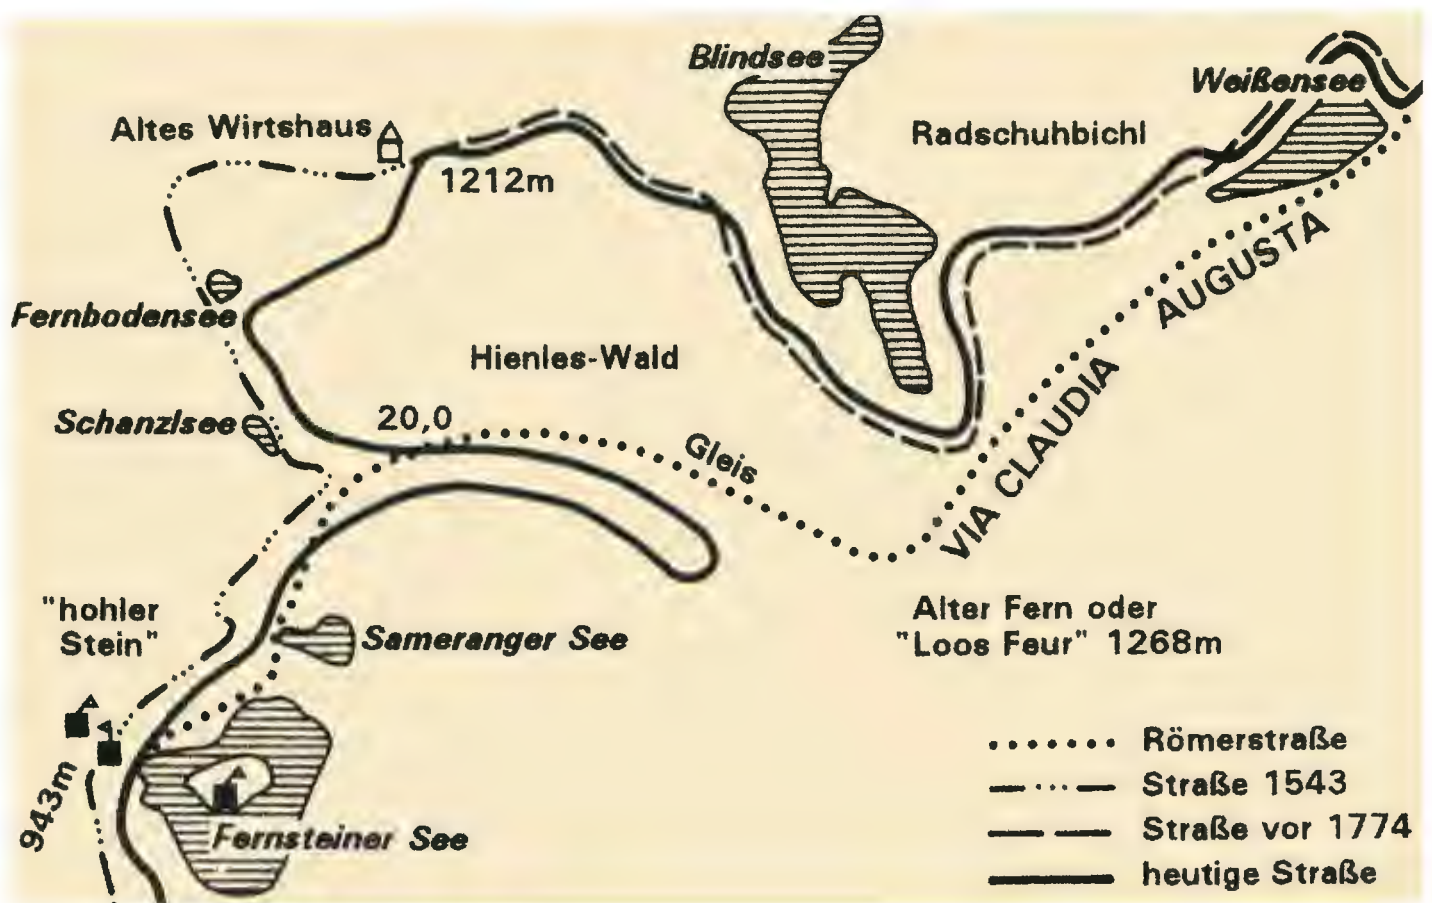 Blindsee
Weißensee
Altes Wirtshaus
Radschuhbichl
1212m
VIA CLAUDIA AUGUSTA
Fernbodensee
Hienles-Wald
Schanzlsee
20,0
Gleis
"hohler
Stein"
Sameranger See
Alter Fern oder
"Loos Feur" 1268m
943m
Fernsteiner See
Römerstraße
Straße 1543
Straße vor 1774
heutige Straße